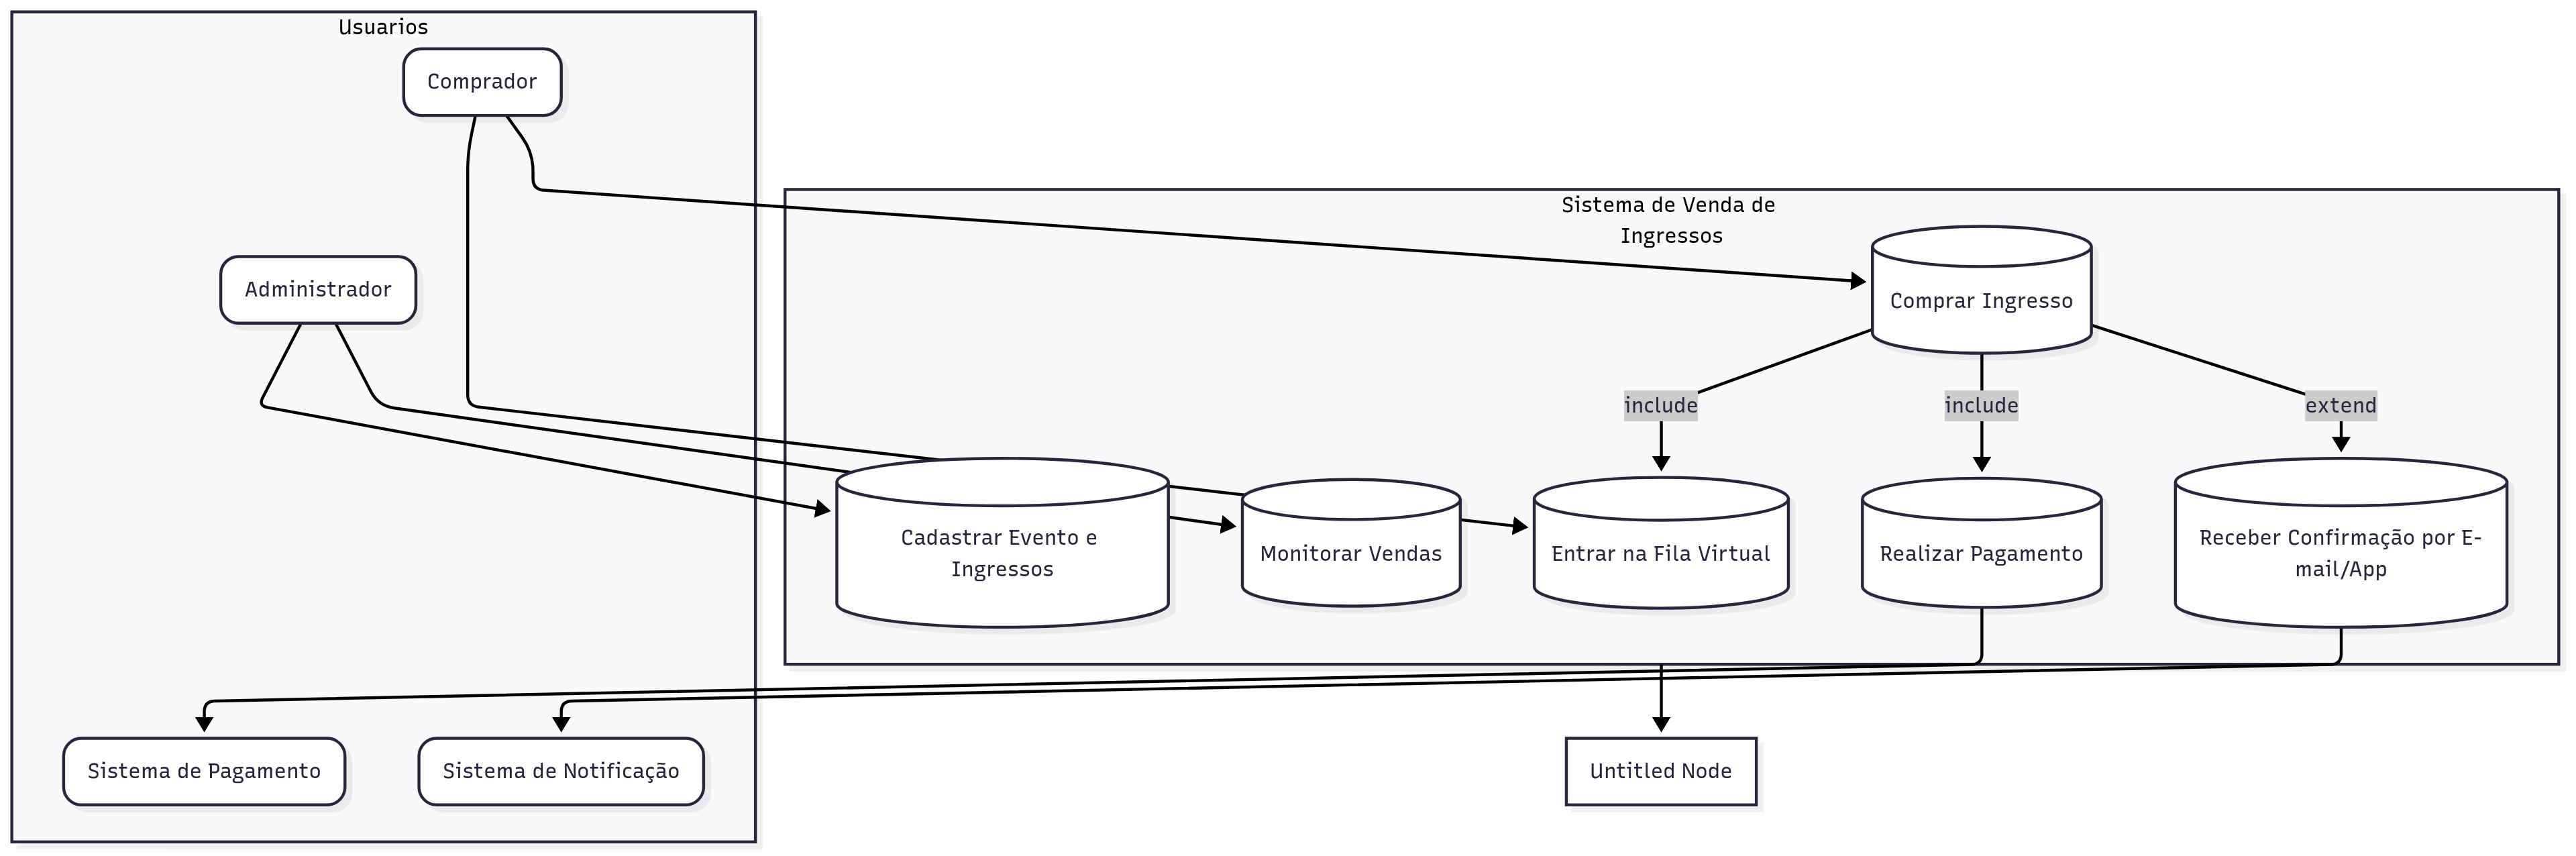 Usuarios
Comprador
Sistema de Venda de
Ingressos
Administrador
Comprar Ingresso
include
include
extend
Cadastrar Evento e
Ingressos
Monitorar Vendas
Entrar na Fila Virtual
Realizar Pagamento
Receber Confirmação por E-
mail/App
Sistema de Pagamento
Sistema de Notificação
Untitled Node